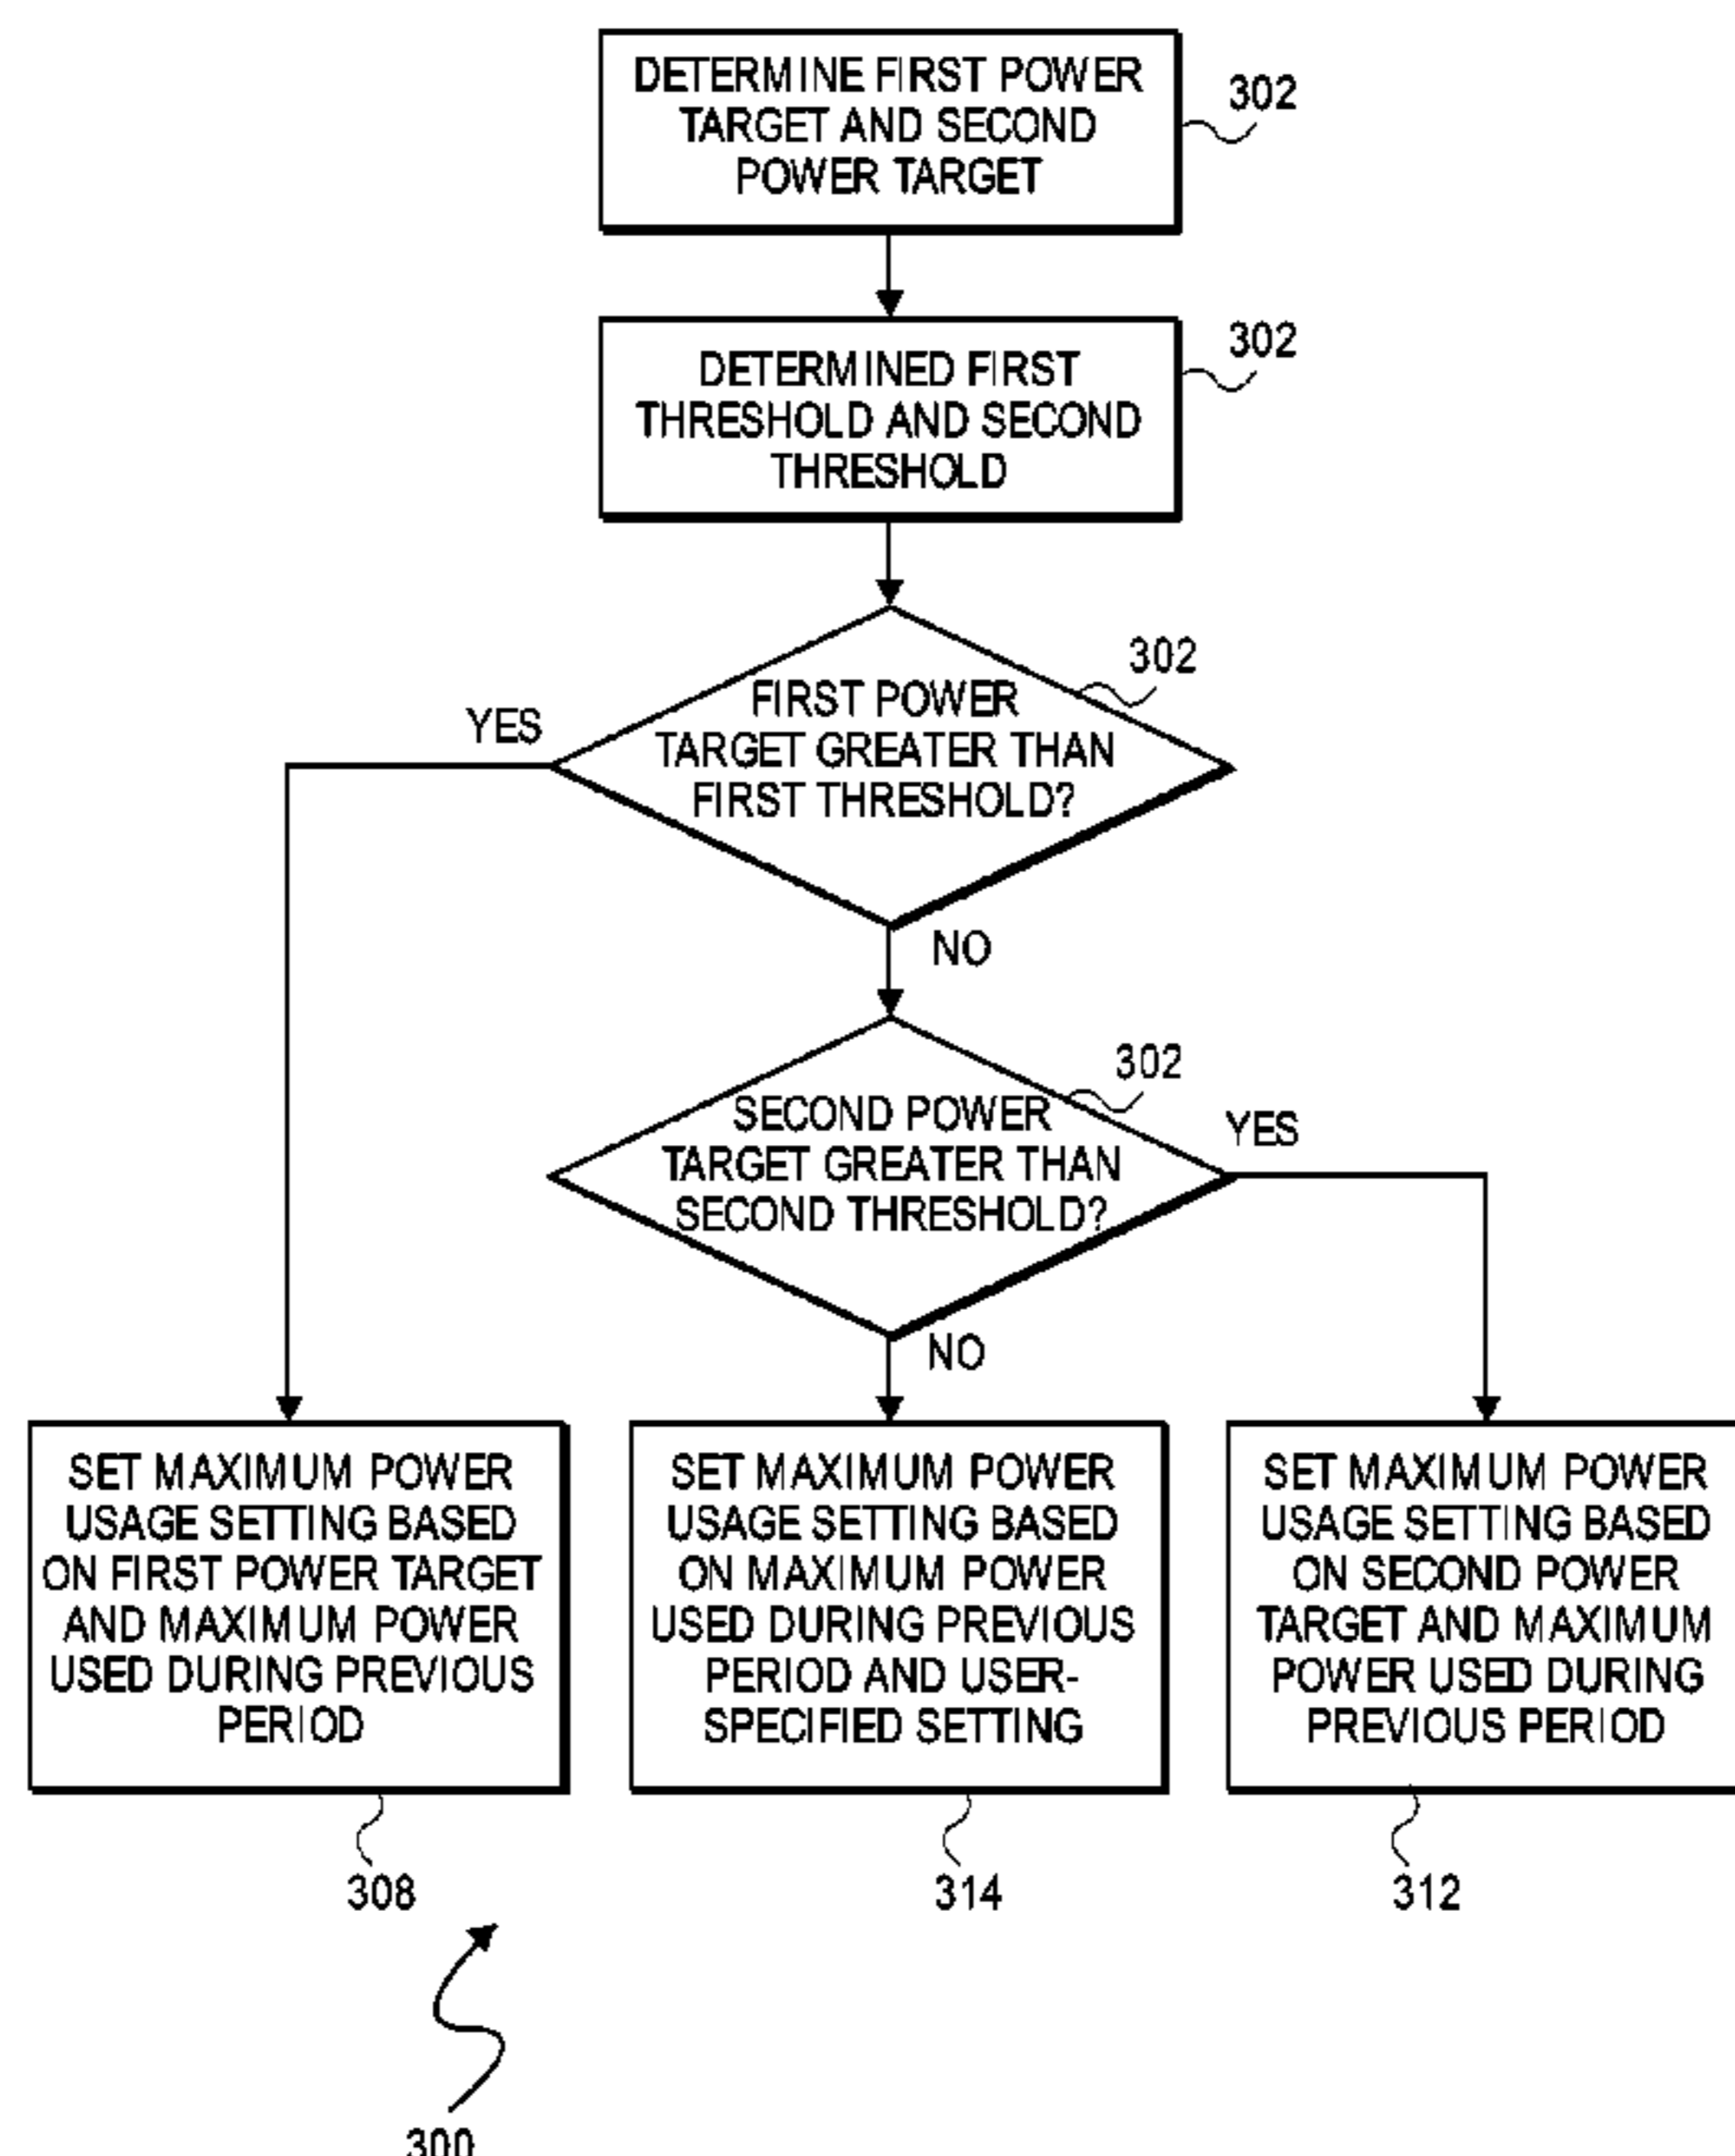 DETERMINE FIRST POWER
TARGET AND SECOND
POWER TARGET
302
DETERMINED FIRST
THRESHOLD AND SECOND
THRESHOLD
302
FIRST POWER
TARGET GREATER THAN
FIRST THRESHOLD?
302
YES
NO
SECOND POWER
TARGET GREATER THAN
SECOND THRESHOLD?
302
YES
NO
SET MAXIMUM POWER
USAGE SETTING BASED
ON FIRST POWER TARGET
AND MAXIMUM POWER
USED DURING PREVIOUS
PERIOD
308
SET MAXIMUM POWER
USAGE SETTING BASED
ON MAXIMUM POWER
USED DURING PREVIOUS
PERIOD AND USER-
SPECIFIED SETTING
314
SET MAXIMUM POWER
USAGE SETTING BASED
ON SECOND POWER
TARGET AND MAXIMUM
POWER USED DURING
PREVIOUS PERIOD
312
300